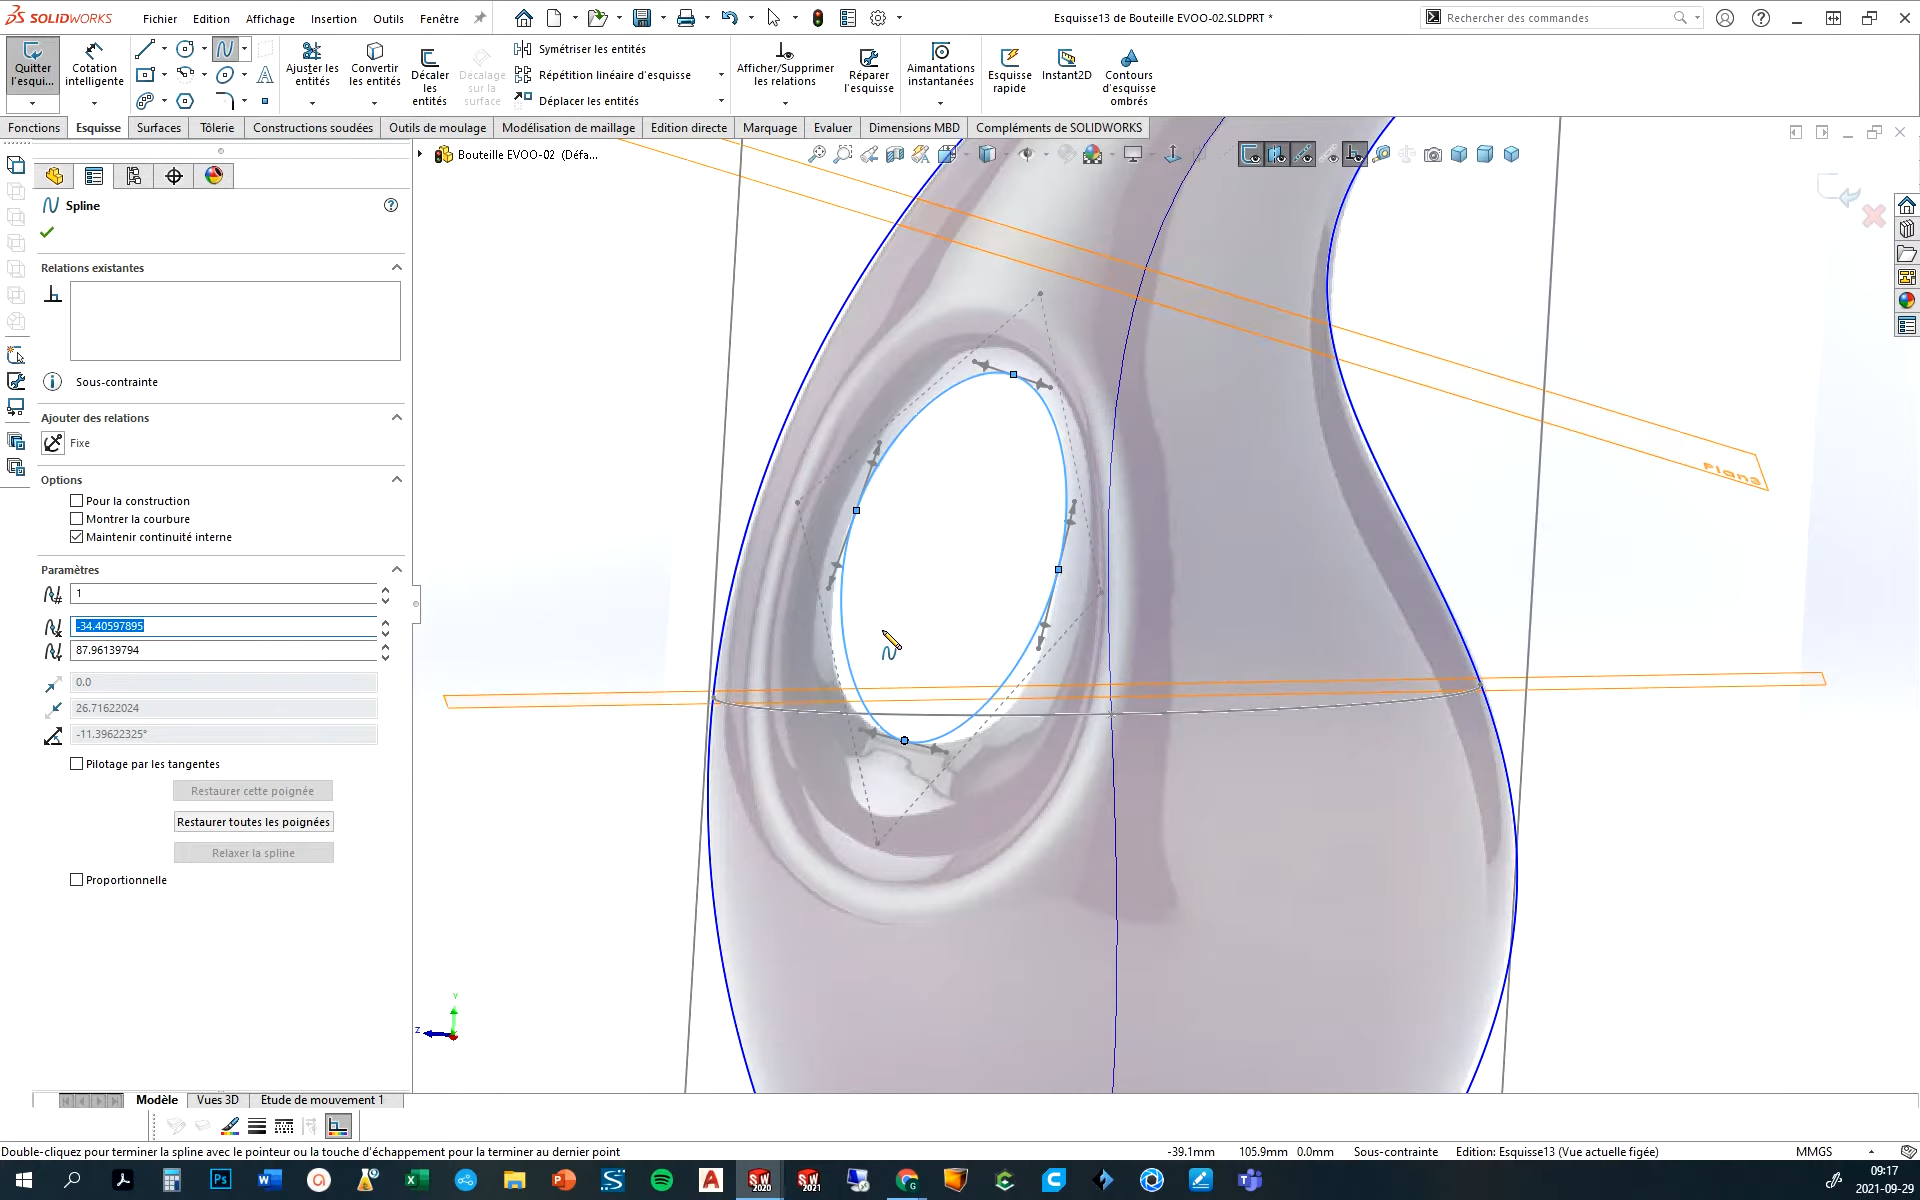 SOLIDWORKS
Fichier
Edition
Affichage
Insertion
Outils
Fenêtre
Esquisse13 de Bouteille EVOO-02.SLDPRT *
Rechercher des commandes
Quitter l'esqui...
Cotation intelligente
Ajuster les entités
Convertir les entités
Décaler les entités
Décalage sur la surface
Symétriser les entités
Répétition linéaire d'esquisse
Déplacer les entités
Afficher/Supprimer les relations
Réparer l'esquisse
Aimantations instantanées
Esquisse rapide
Instant2D
Contours d'esquisse ombrés
Fonctions
Esquisse
Surfaces
Tôlerie
Constructions soudées
Outils de moulage
Modélisation de maillage
Edition directe
Marquage
Evaluer
Dimensions MBD
Compléments de SOLIDWORKS
Bouteille EVOO-02 (Défa...
Spline
Relations existantes
Sous-contrainte
Ajouter des relations
Fixe
Options
Pour la construction
Montrer la courbure
Maintenir continuité interne
Paramètres
1
-34.40597895
87.96139794
0.0
26.71622024
-11.39622325°
Pilotage par les tangentes
Restaurer cette poignée
Restaurer toutes les poignées
Relaxer la spline
Proportionnelle
Plan3
Y
Z
Modèle
Vues 3D
Etude de mouvement 1
Double-cliquez pour terminer la spline avec le pointeur ou la touche d'échappement pour la terminer au dernier point
-39.1mm
105.9mm
0.0mm
Sous-contrainte
Edition: Esquisse13 (Vue actuelle figée)
MMGS
09:17
2021-09-29